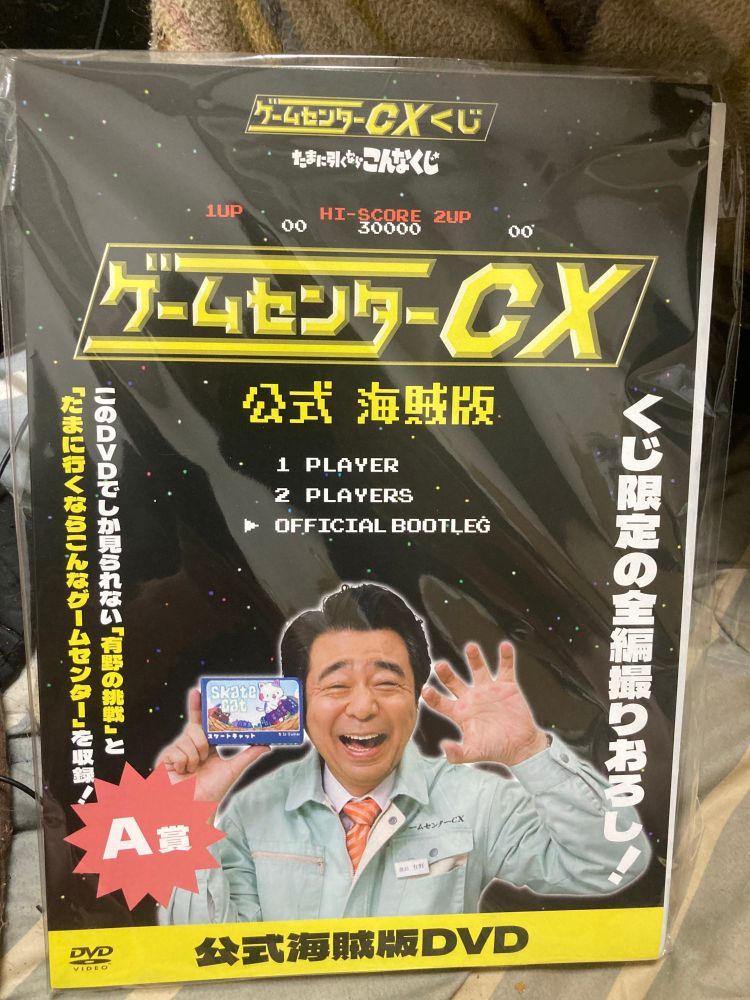 ゲームセンターCXくじ
たまに引くならこんなくじ
1UP HI-SCORE 2UP
00 30000 00
ゲームセンターCX
公式 海賊版
1 PLAYER
2 PLAYERS
▶ OFFICIAL BOOTLEG
くじ限定の全編撮りおろし!
このDVDでしか見られない「有野の挑戦」と
「たまに行くならこんなゲームセンター」を収録!
skate
cat
スケートキャット
ゲームセンターCX
有野
A賞
DVD
VIDEO
公式海賊版DVD